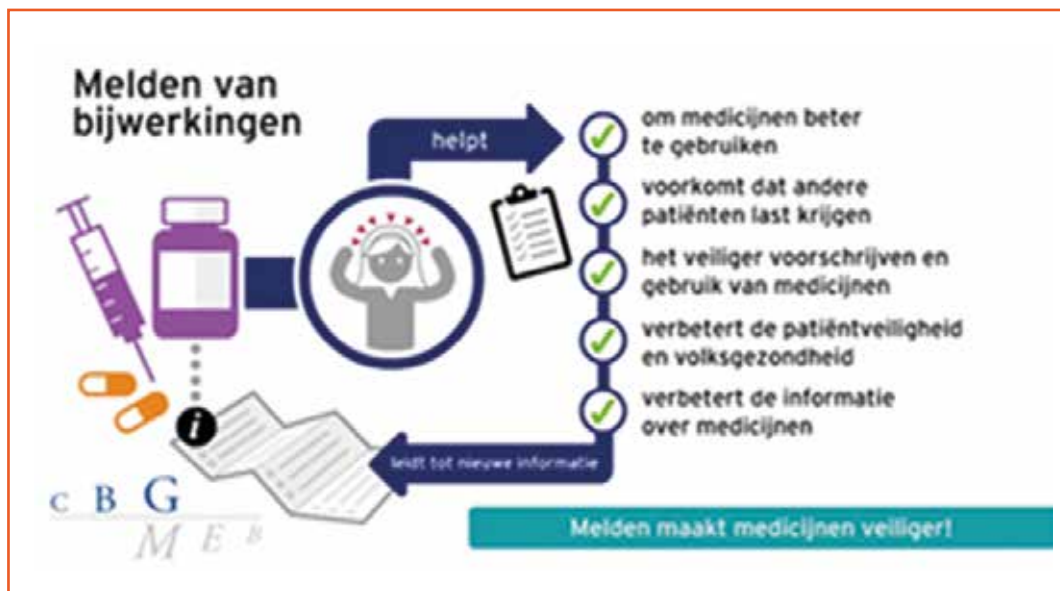 Melden van
bijwerkingen
helpt
om medicijnen beter
te gebruiken
voorkomt dat andere
patiënten last krijgen
het veiliger voorschrijven en
gebruik van medicijnen
verbetert de patiëntveiligheid
en volksgezondheid
verbetert de informatie
over medicijnen
leidt tot nieuwe informatie
i
C B G
M E B
Melden maakt medicijnen veiliger!